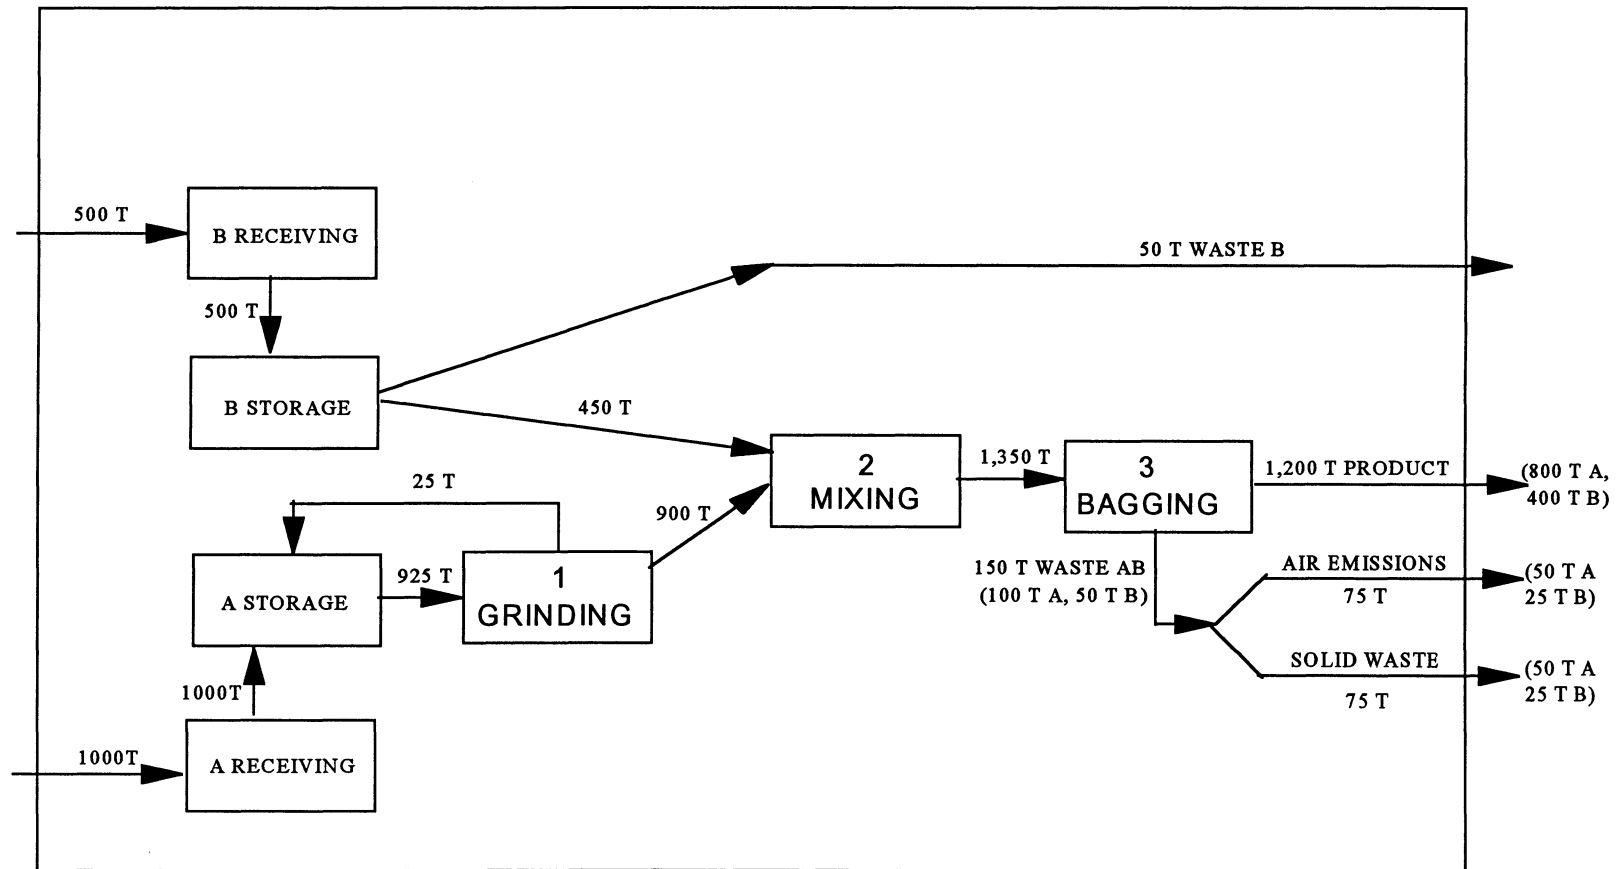 500 T
B RECEIVING
50 T WASTE B
500 T
B STORAGE
450 T
2
MIXING
1,350 T
3
BAGGING
1,200 T PRODUCT
(800 T A,
400 T B)
25 T
900 T
A STORAGE
925 T
1
GRINDING
150 T WASTE AB
(100 T A, 50 T B)
AIR EMISSIONS
75 T
(50 T A
25 T B)
SOLID WASTE
75 T
(50 T A
25 T B)
1000T
1000T
A RECEIVING